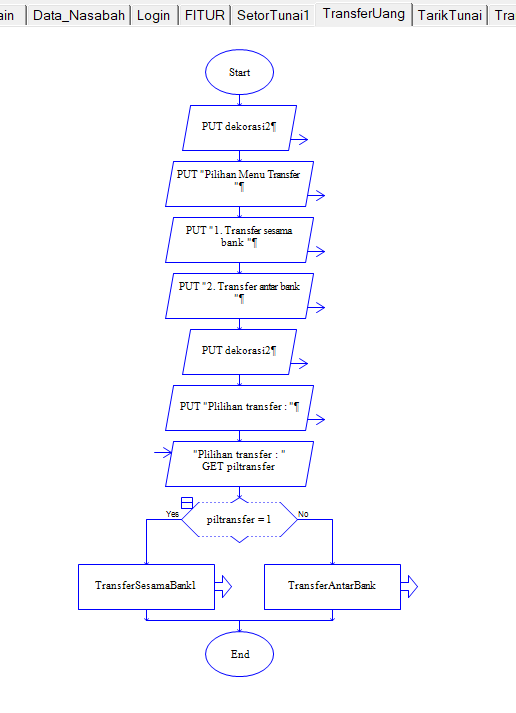 ain Data_Nasabah Login FITUR SetorTunai1 TransferUang TarikTunai Tra
Start
PUT dekorasi2¶
PUT "Pilihan Menu Transfer
"¶
PUT "1. Transfer sesama
bank "¶
PUT "2. Transfer antar bank
"¶
PUT dekorasi2¶
PUT "Plilihan transfer : "¶
"Plilihan transfer : "
GET piltransfer
Yes
piltransfer = 1
No
TransferSesamaBank1
TransferAntarBank
End